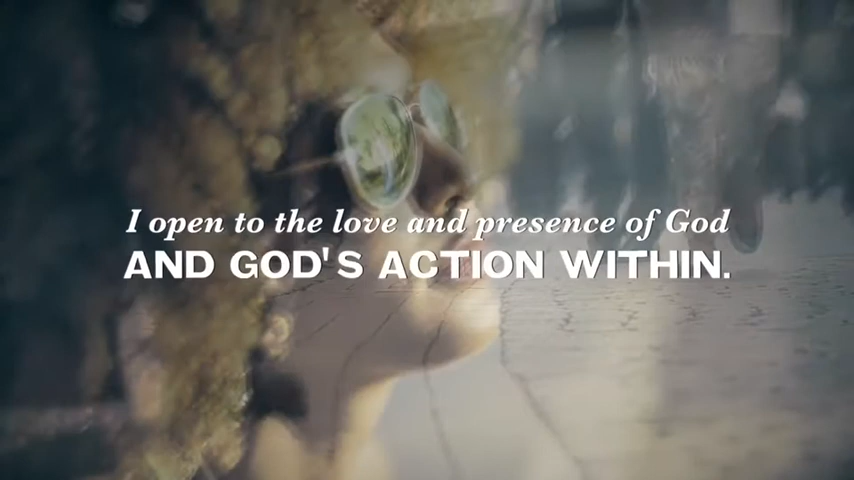 I open to the love and presence of God
AND GOD'S ACTION WITHIN.